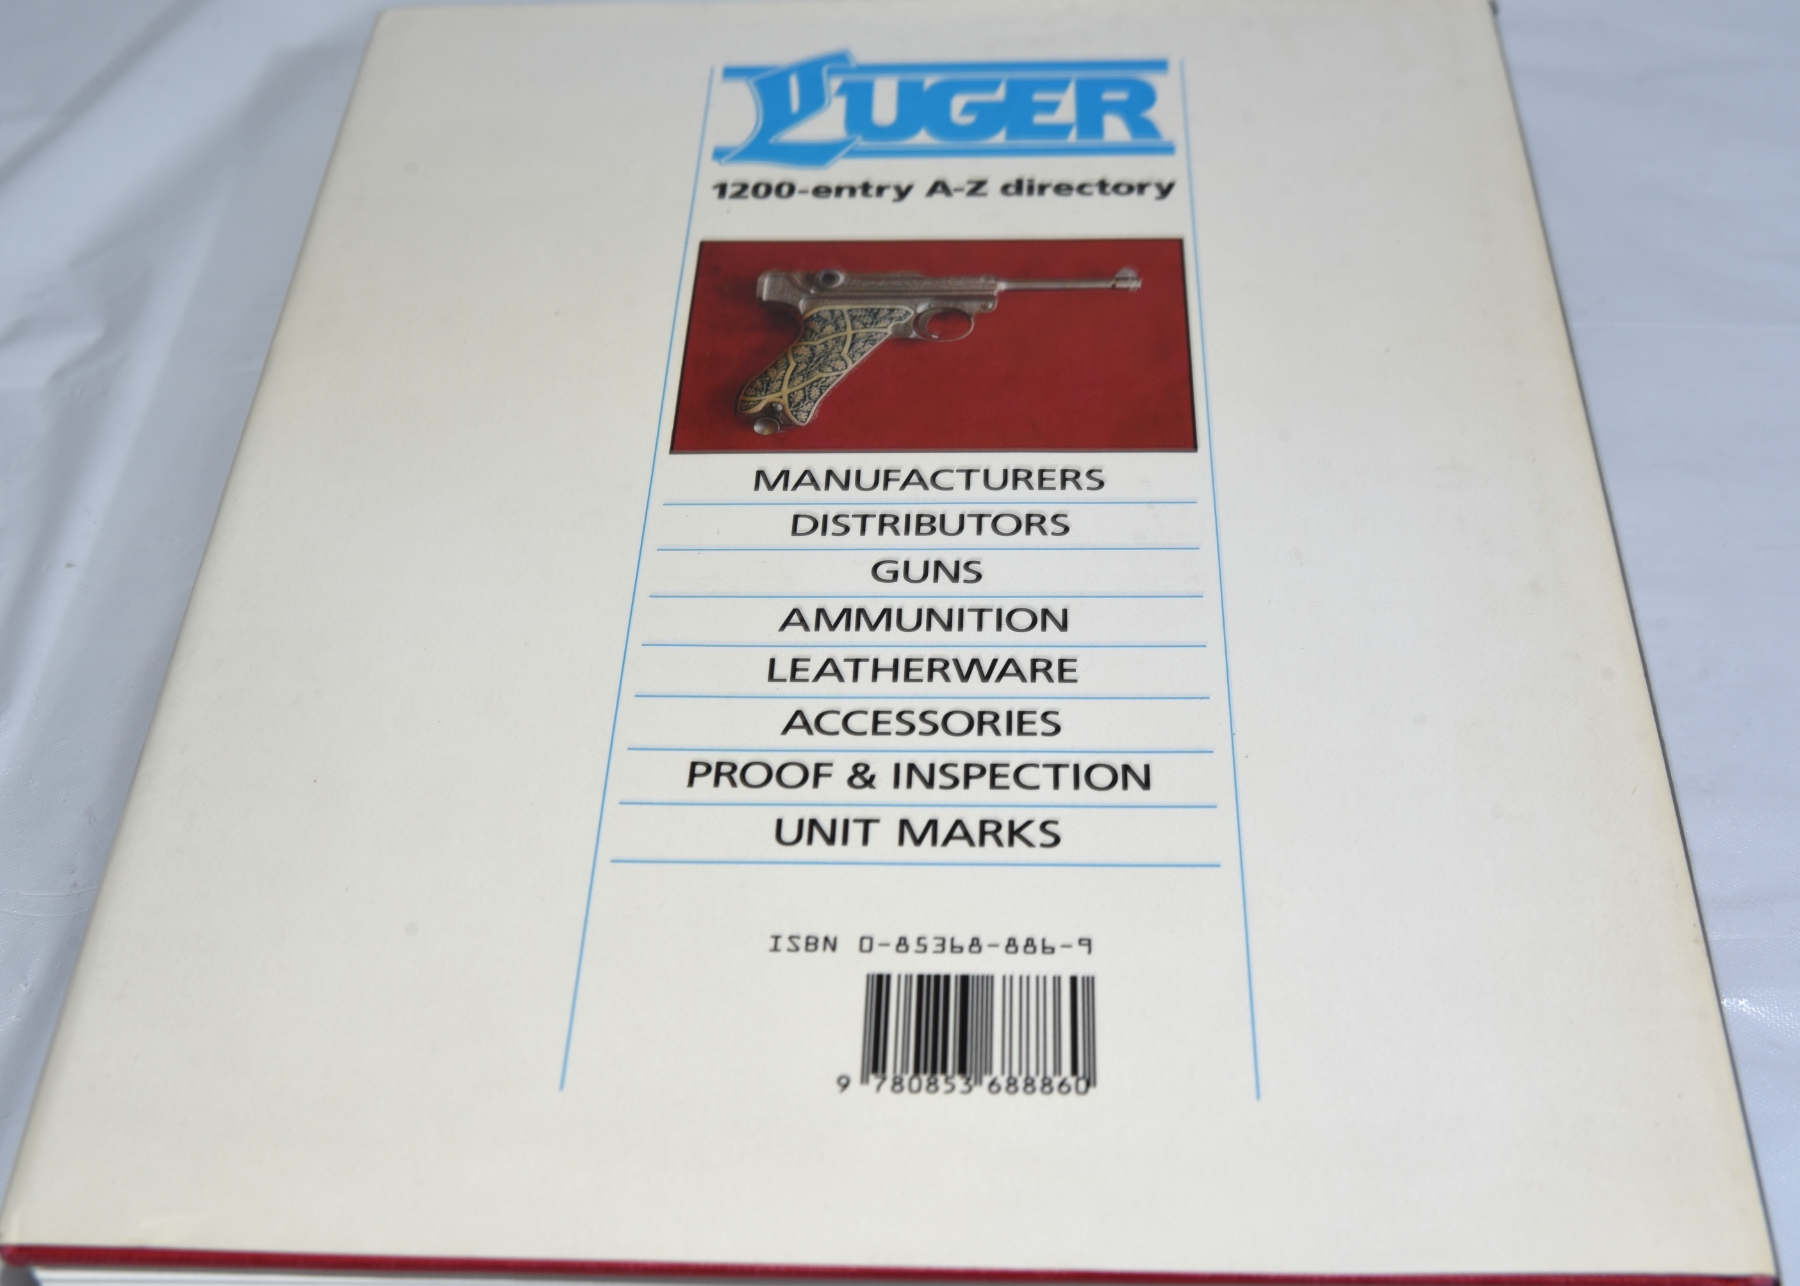 LUGER
1200-entry A-Z directory
MANUFACTURERS
DISTRIBUTORS
GUNS
AMMUNITION
LEATHERWARE
ACCESSORIES
PROOF & INSPECTION
UNIT MARKS
ISBN 0-85368-886-9
9 780853 688860